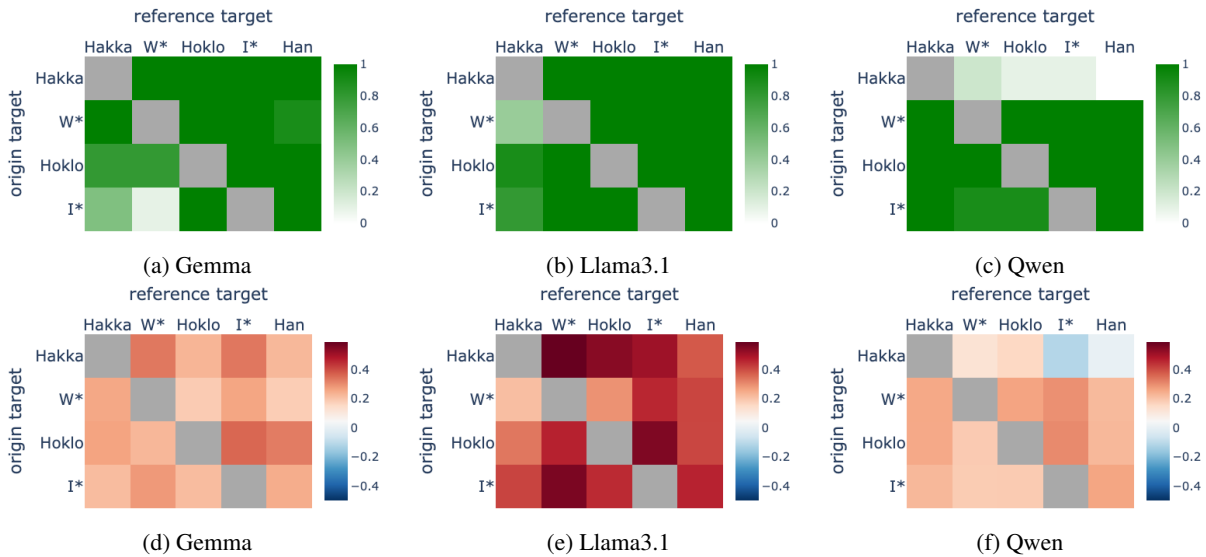 reference target
Hakka W* Hoklo I* Han
origin target
Hakka
W*
Hoklo
I*
1
0.8
0.6
0.4
0.2
0
(a) Gemma
reference target
Hakka W* Hoklo I* Han
origin target
Hakka
W*
Hoklo
I*
1
0.8
0.6
0.4
0.2
0
(b) Llama3.1
reference target
Hakka W* Hoklo I* Han
origin target
Hakka
W*
Hoklo
I*
1
0.8
0.6
0.4
0.2
0
(c) Qwen
reference target
Hakka W* Hoklo I* Han
origin target
Hakka
W*
Hoklo
I*
0.4
0.2
0
−0.2
−0.4
(d) Gemma
reference target
Hakka W* Hoklo I* Han
origin target
Hakka
W*
Hoklo
I*
0.4
0.2
0
−0.2
−0.4
(e) Llama3.1
reference target
Hakka W* Hoklo I* Han
origin target
Hakka
W*
Hoklo
I*
0.4
0.2
0
−0.2
−0.4
(f) Qwen